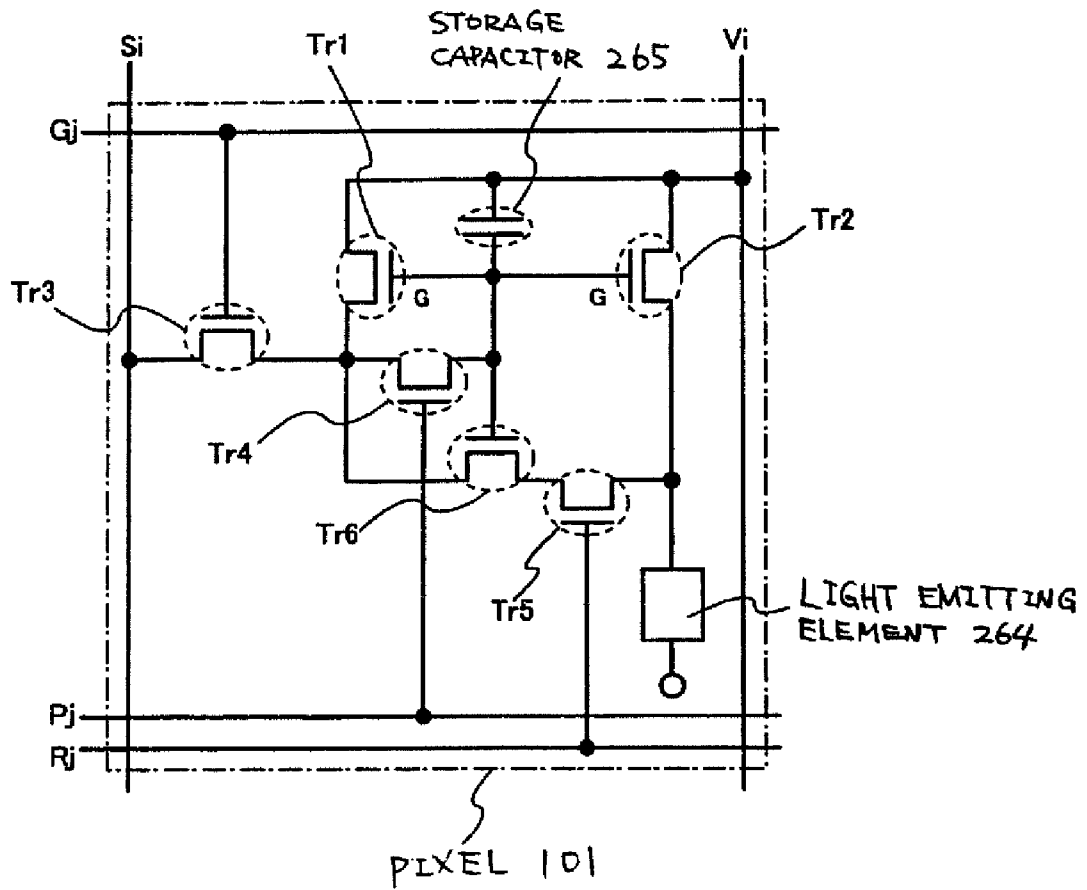 STORAGE
CAPACITOR 265
Si
Tr1
Vi
Gj
Tr2
Tr3
G
G
Tr4
Tr6
Tr5
LIGHT EMITTING
ELEMENT 264
Pj
Rj
PIXEL 101